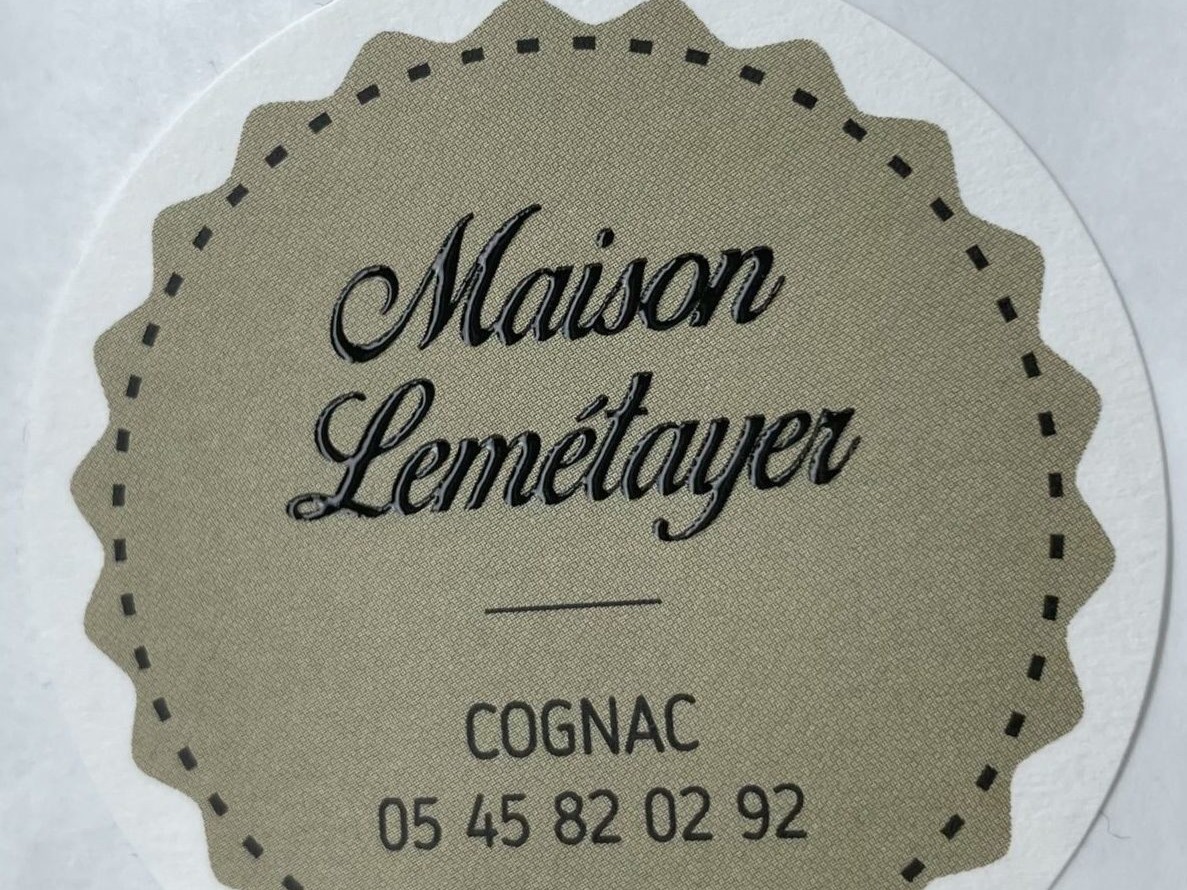 Maison
Lemétayer
COGNAC
05 45 82 02 92